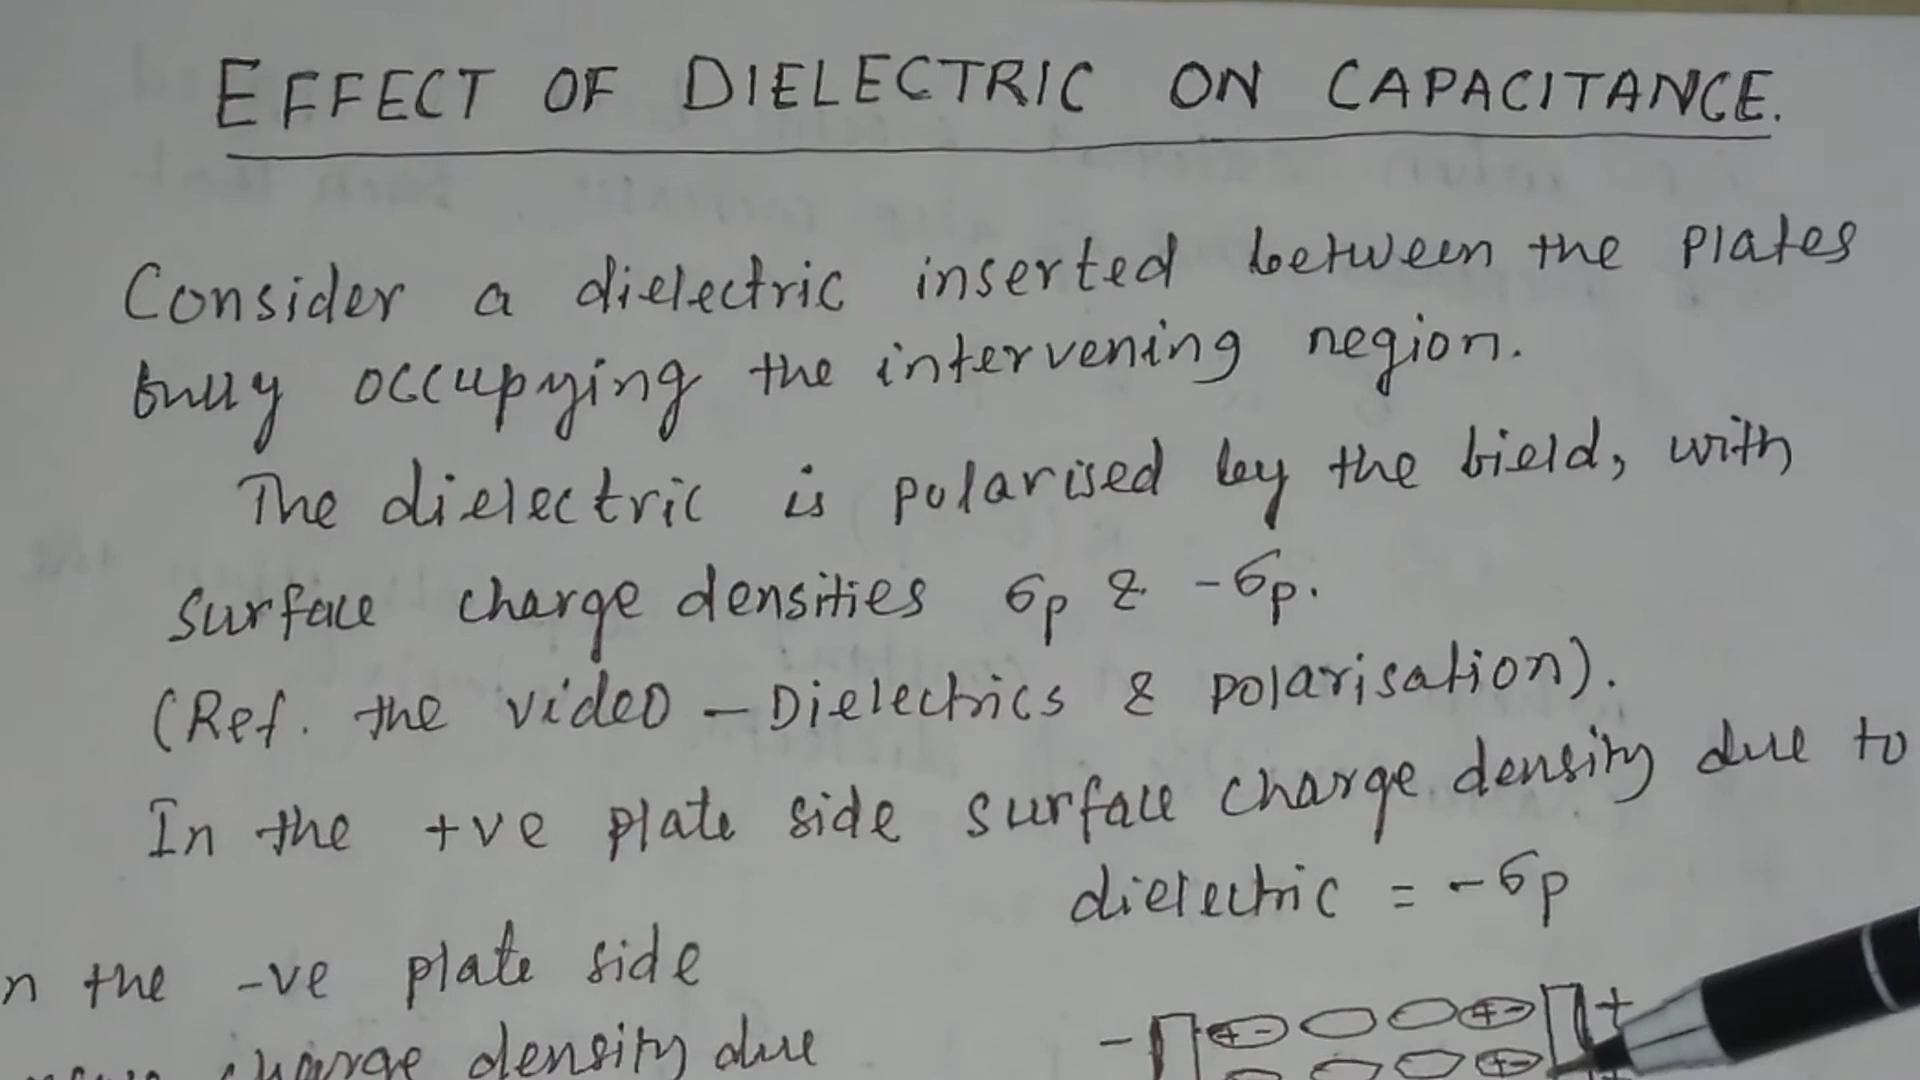 EFFECT OF DIELECTRIC ON CAPACITANCE.
Consider a dielectric inserted between the plates
fully occupying the intervening region.
The dielectric is polarised by the field, with
surface charge densities σp & -σp.
(Ref. the video - Dielectrics & polarisation).
In the +ve plate side surface charge density due to
dielectric = -σp
n the -ve plate side
charge density due
- + - + - +
+ -